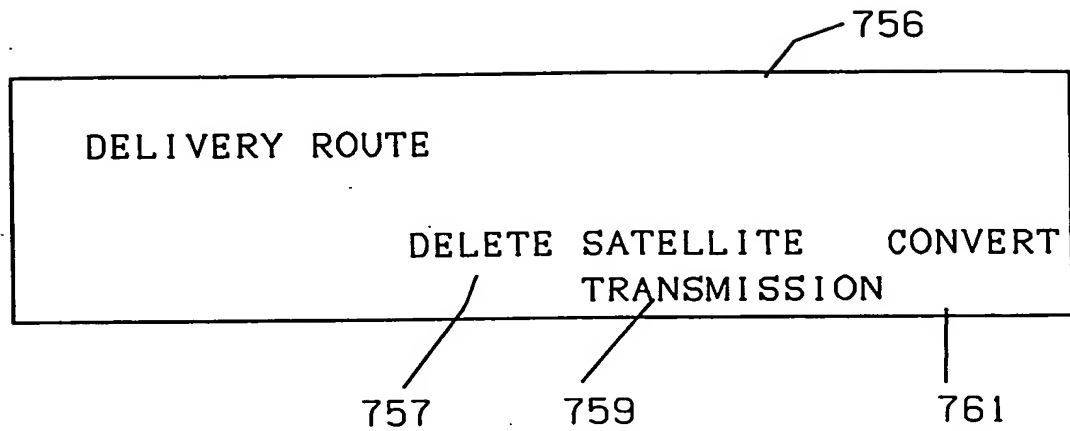 756
DELIVERY ROUTE
DELETE SATELLITE CONVERT
TRANSMISSION
757 759 761